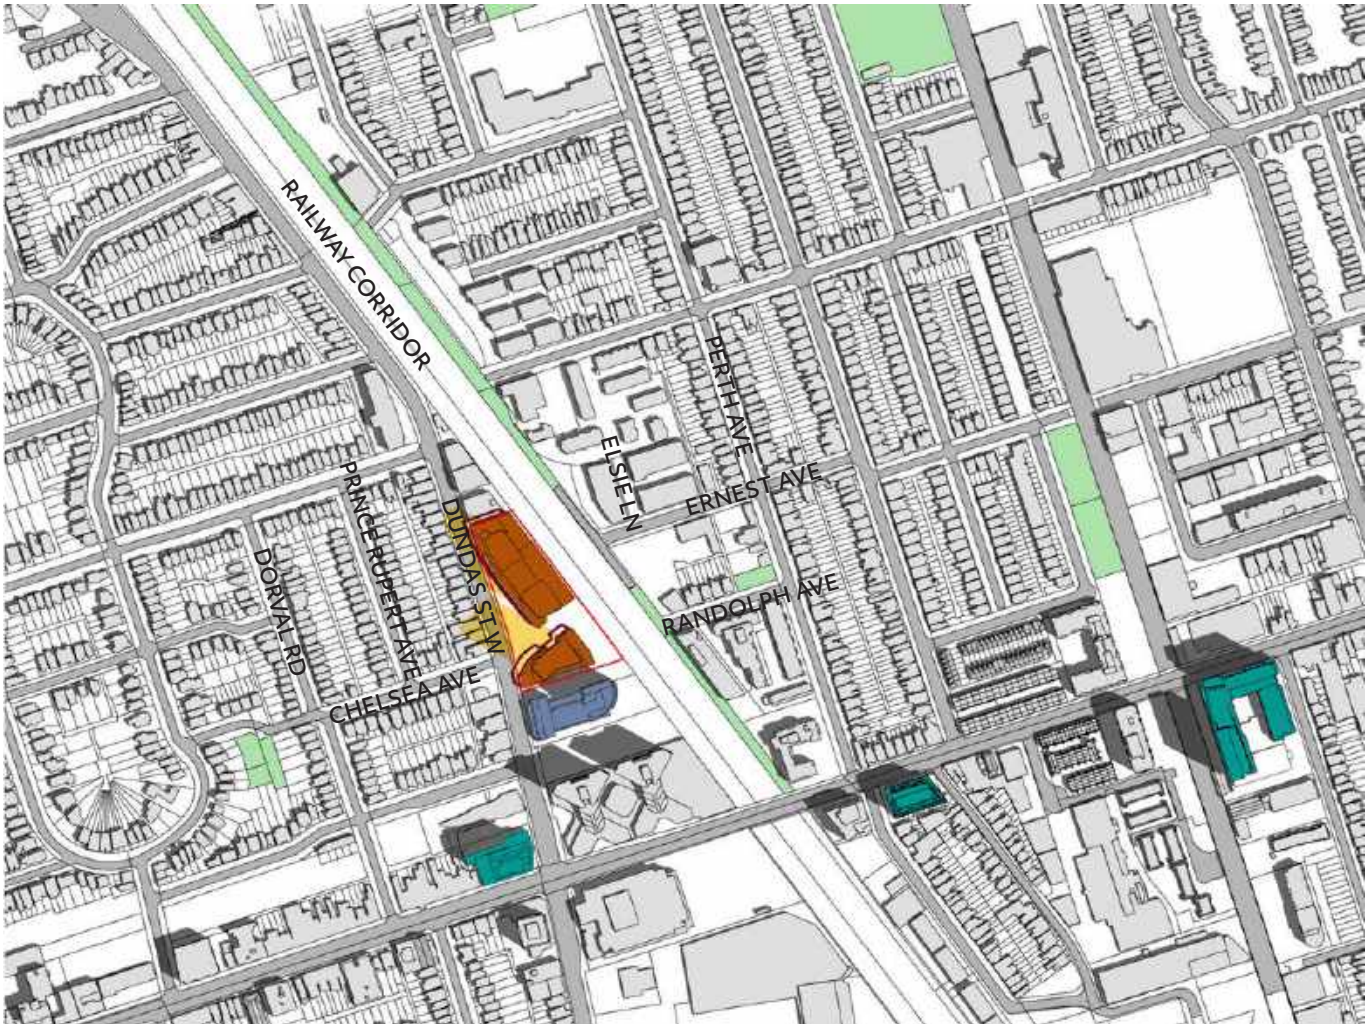 RAILWAY CORRIDOR
PERTH AVE
ELSIE LN
ERNEST AVE
PRINCE RUPERT AVE
DUNDAS ST W
DORVAL RD
RANDOLPH AVE
CHELSEA AVE